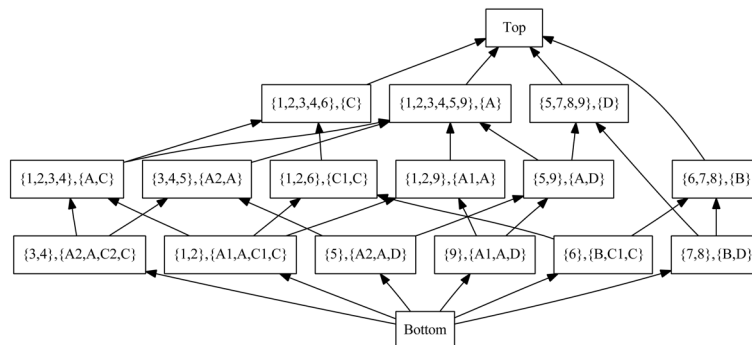 Top
{1,2,3,4,6},{C} {1,2,3,4,5,9},{A} {5,7,8,9},{D}
{1,2,3,4},{A,C} {3,4,5},{A2,A} {1,2,6},{C1,C} {1,2,9},{A1,A} {5,9},{A,D} {6,7,8},{B}
{3,4},{A2,A,C2,C} {1,2},{A1,A,C1,C} {5},{A2,A,D} {9},{A1,A,D} {6},{B,C1,C} {7,8},{B,D}
Bottom